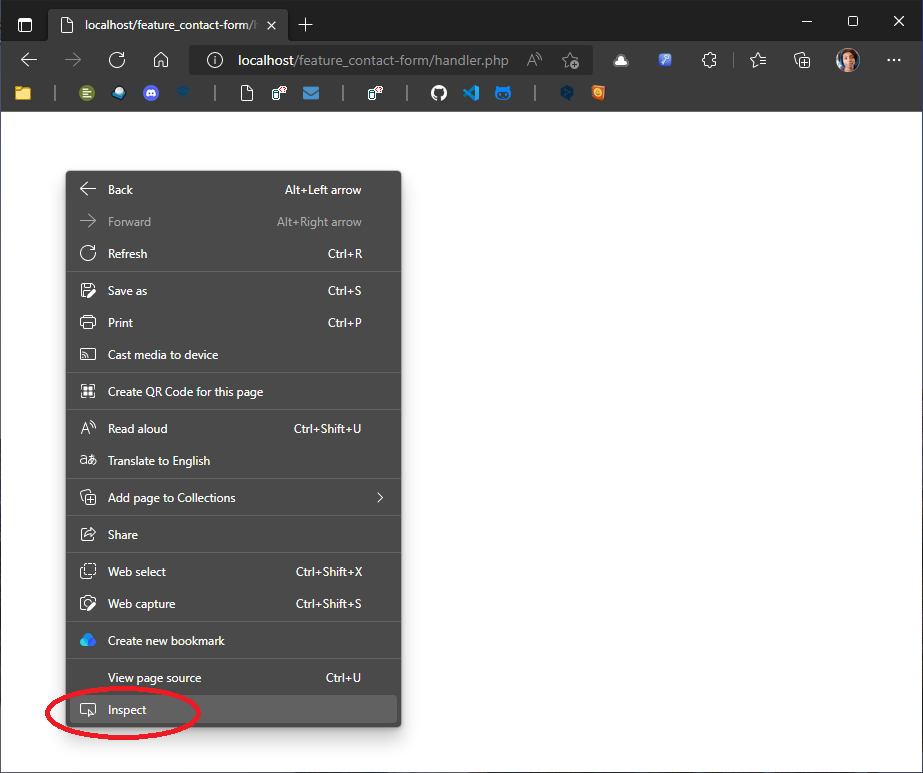 localhost/feature_contact-form/h
localhost/feature_contact-form/handler.php
Back Alt+Left arrow
Forward Alt+Right arrow
Refresh Ctrl+R
Save as Ctrl+S
Print Ctrl+P
Cast media to device
Create QR Code for this page
Read aloud Ctrl+Shift+U
Translate to English
Add page to Collections
Share
Web select Ctrl+Shift+X
Web capture Ctrl+Shift+S
Create new bookmark
View page source Ctrl+U
Inspect